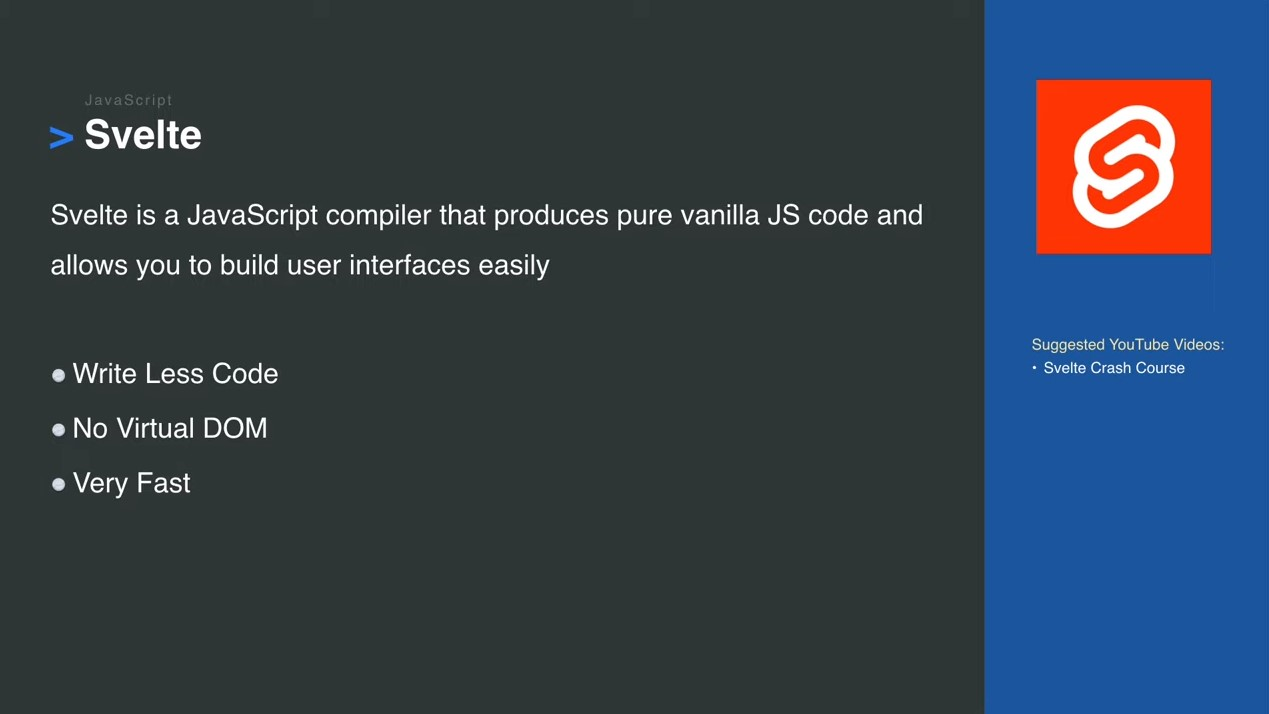 JavaScript
> Svelte
Svelte is a JavaScript compiler that produces pure vanilla JS code and
allows you to build user interfaces easily
Write Less Code
No Virtual DOM
Very Fast
Suggested YouTube Videos:
• Svelte Crash Course